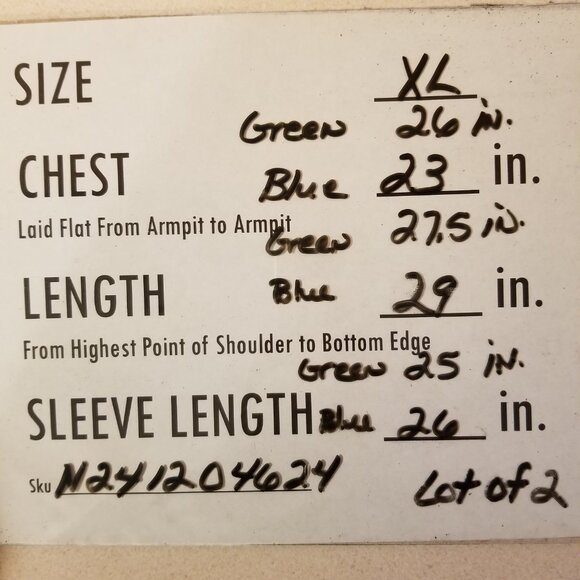 SIZE XL
Green 26 in.
CHEST Blue 23 in.
Laid Flat From Armpit to Armpit
Green 27.5 in.
LENGTH Blue 29 in.
From Highest Point of Shoulder to Bottom Edge
Green 25 in.
SLEEVE LENGTH Blue 26 in.
Sku N241204624 Lot of 2